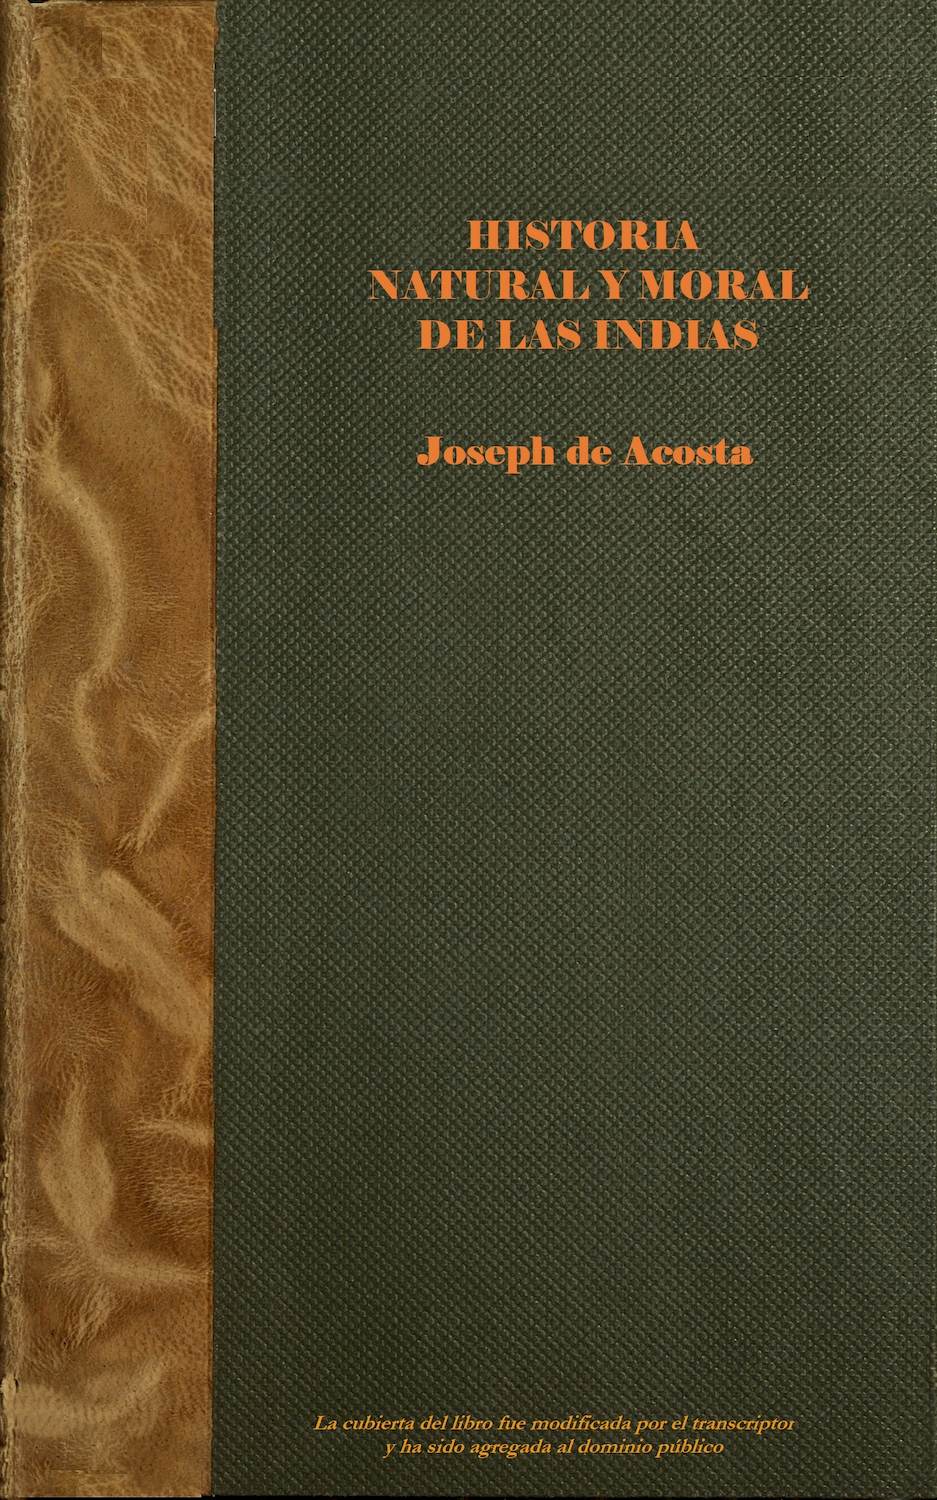 HISTORIA
NATURAL Y MORAL
DE LAS INDIAS
Joseph de Acosta
La cubierta del libro fue modificada por el transcriptor
y ha sido agregada al dominio público